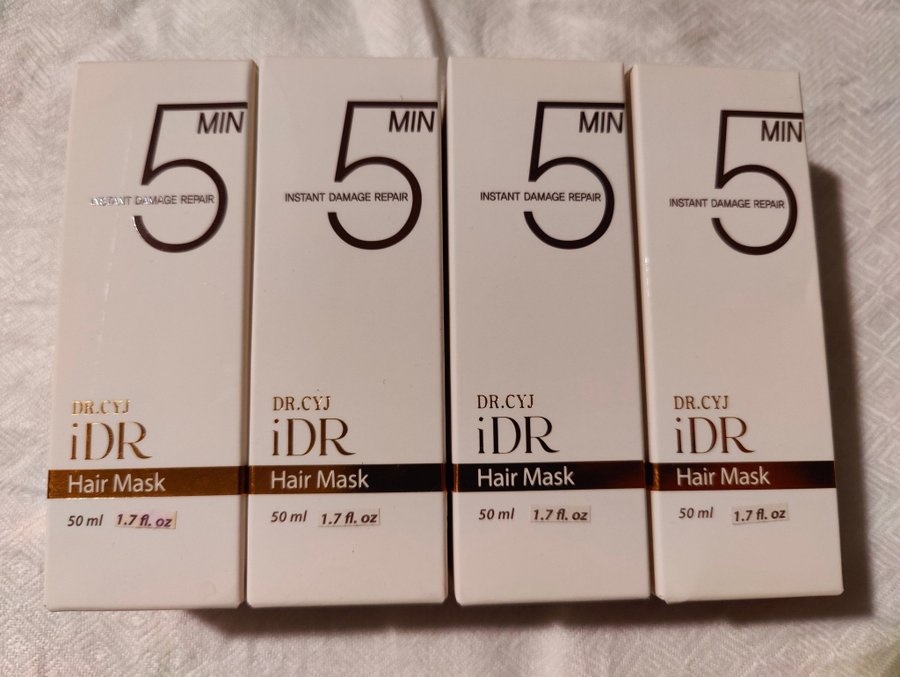 5 MIN
INSTANT DAMAGE REPAIR
DR.CYJ
iDR
Hair Mask
50 ml 1.7 fl. oz
5 MIN
INSTANT DAMAGE REPAIR
DR.CYJ
iDR
Hair Mask
50 ml 1.7 fl. oz
5 MIN
INSTANT DAMAGE REPAIR
DR.CYJ
iDR
Hair Mask
50 ml 1.7 fl. oz
5 MIN
INSTANT DAMAGE REPAIR
DR.CYJ
iDR
Hair Mask
50 ml 1.7 fl. oz